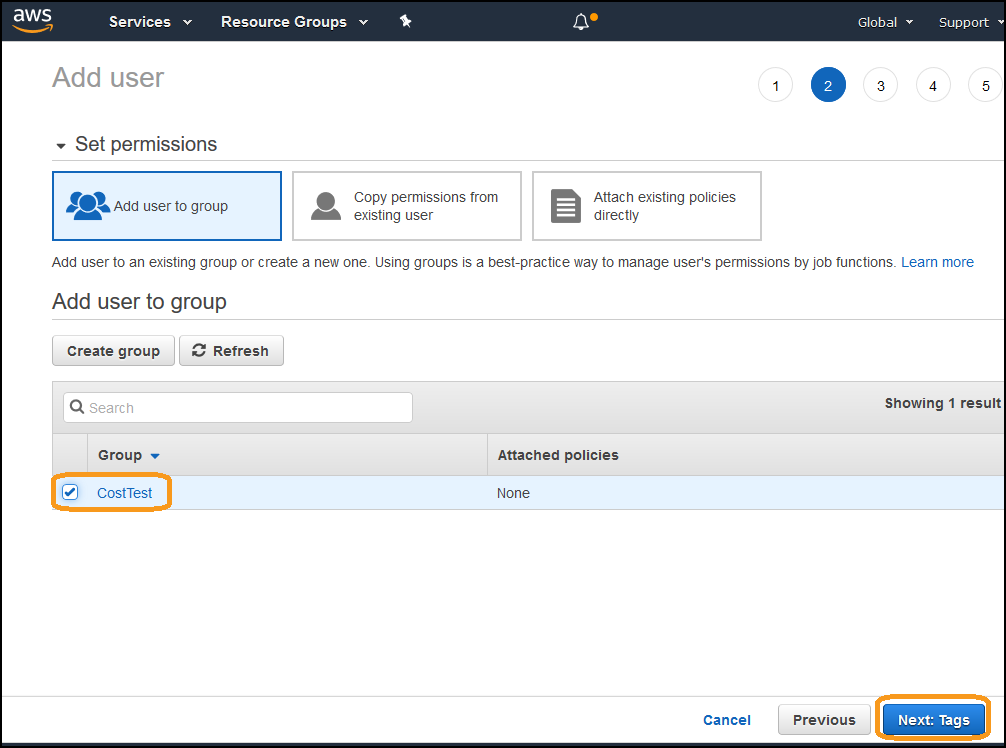 aws Services Resource Groups Global Support
Add user 1 2 3 4 5
Set permissions
Add user to group
Copy permissions from
existing user
Attach existing policies
directly
Add user to an existing group or create a new one. Using groups is a best-practice way to manage user's permissions by job functions. Learn more
Add user to group
Create group Refresh
Search Showing 1 result
Group Attached policies
CostTest None
Cancel Previous Next: Tags